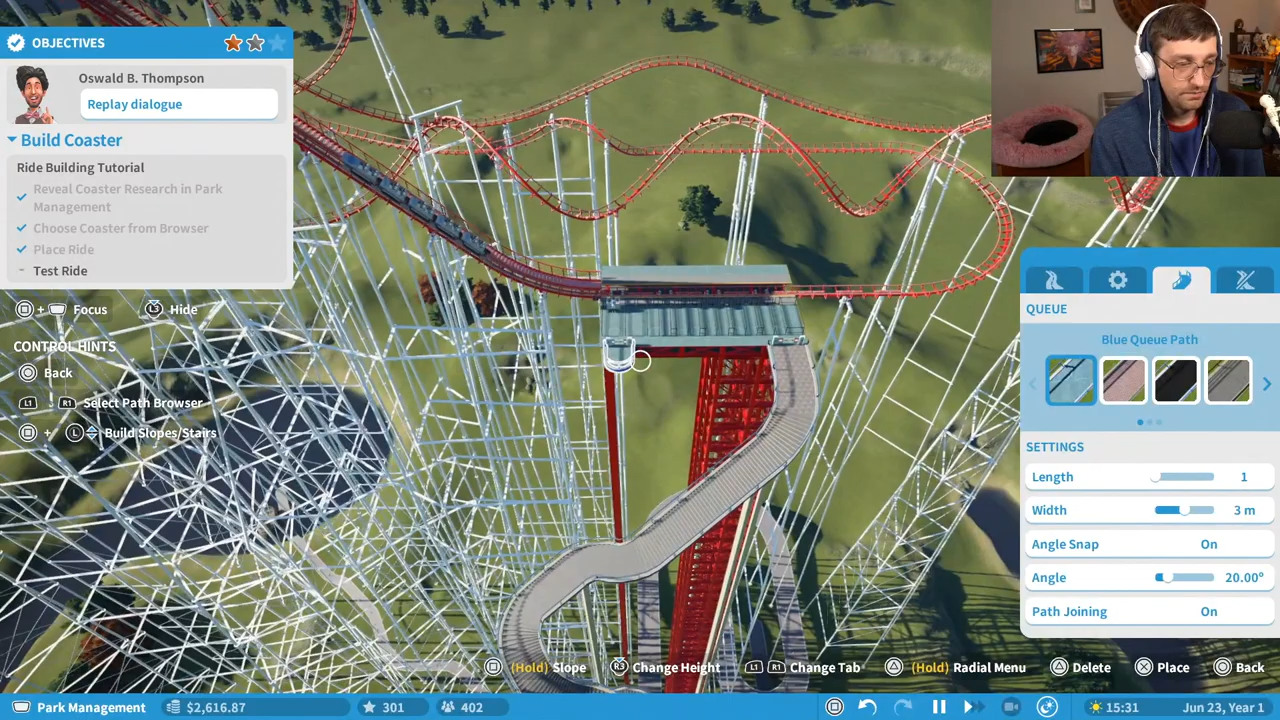 OBJECTIVES
Oswald B. Thompson
Replay dialogue
Build Coaster
Ride Building Tutorial
Reveal Coaster Research in Park
Management
Choose Coaster from Browser
Place Ride
Test Ride
+ Focus
L3 Hide
CONTROL HINTS
Back
L1 R1 Select Path Browser
+ L Build Slopes/Stairs
QUEUE
Blue Queue Path
SETTINGS
Length 1
Width 3 m
Angle Snap On
Angle 20.00°
Path Joining On
(Hold) Slope R3 Change Height L1 R1 Change Tab (Hold) Radial Menu Delete Place Back
Park Management $2,616.87 301 402 15:31 Jun 23, Year 1